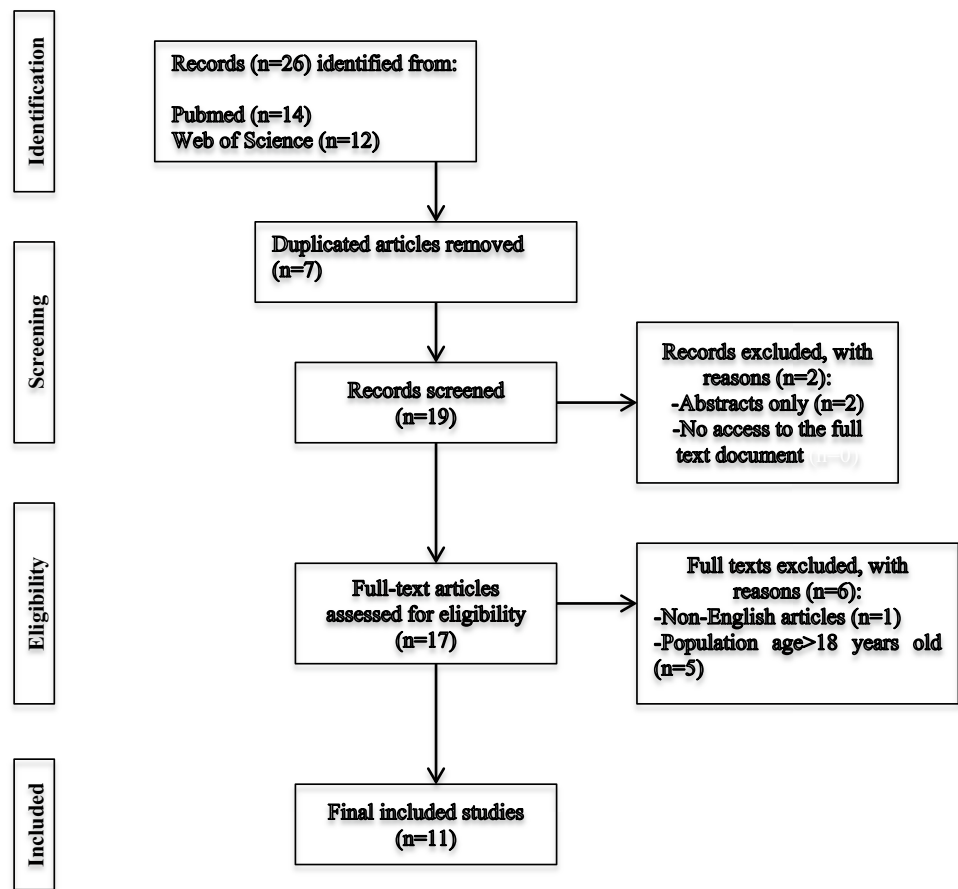 Identification
Records (n=26) identified from:
Pubmed (n=14)
Web of Science (n=12)
Duplicated articles removed
(n=7)
Screening
Records screened
(n=19)
Records excluded, with
reasons (n=2):
-Abstracts only (n=2)
-No access to the full
text document (n=0)
Eligibility
Full-text articles
assessed for eligibility
(n=17)
Full texts excluded, with
reasons (n=6):
-Non-English articles (n=1)
-Population age>18 years old
(n=5)
Included
Final included studies
(n=11)